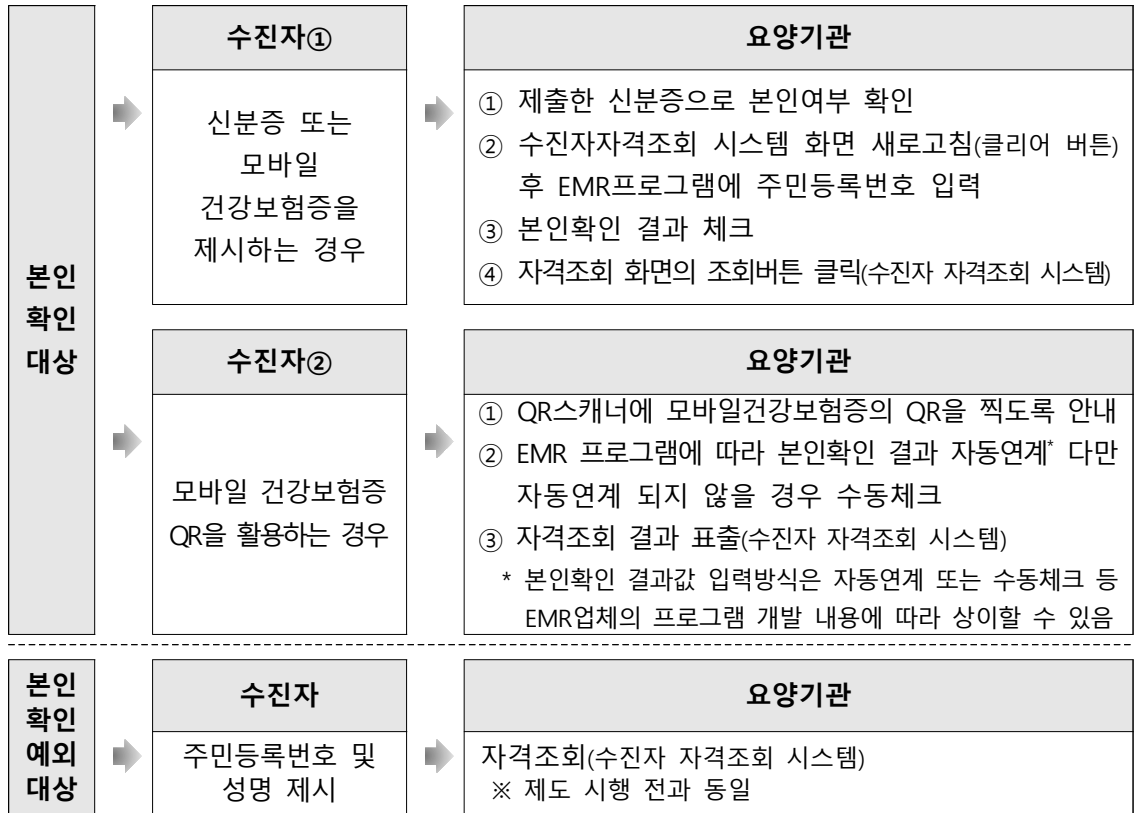 본인
확인
대상
수진자①
신분증 또는
모바일
건강보험증을
제시하는 경우
요양기관
① 제출한 신분증으로 본인여부 확인
② 수진자자격조회 시스템 화면 새로고침(클리어 버튼)
후 EMR프로그램에 주민등록번호 입력
③ 본인확인 결과 체크
④ 자격조회 화면의 조회버튼 클릭(수진자 자격조회 시스템)
수진자②
모바일 건강보험증
QR을 활용하는 경우
요양기관
① QR스캐너에 모바일건강보험증의 QR을 찍도록 안내
② EMR 프로그램에 따라 본인확인 결과 자동연계* 다만
자동연계 되지 않을 경우 수동체크
③ 자격조회 결과 표출(수진자 자격조회 시스템)
* 본인확인 결과값 입력방식은 자동연계 또는 수동체크 등
EMR업체의 프로그램 개발 내용에 따라 상이할 수 있음
본인
확인
예외
대상
수진자
주민등록번호 및
성명 제시
요양기관
자격조회(수진자 자격조회 시스템)
※ 제도 시행 전과 동일